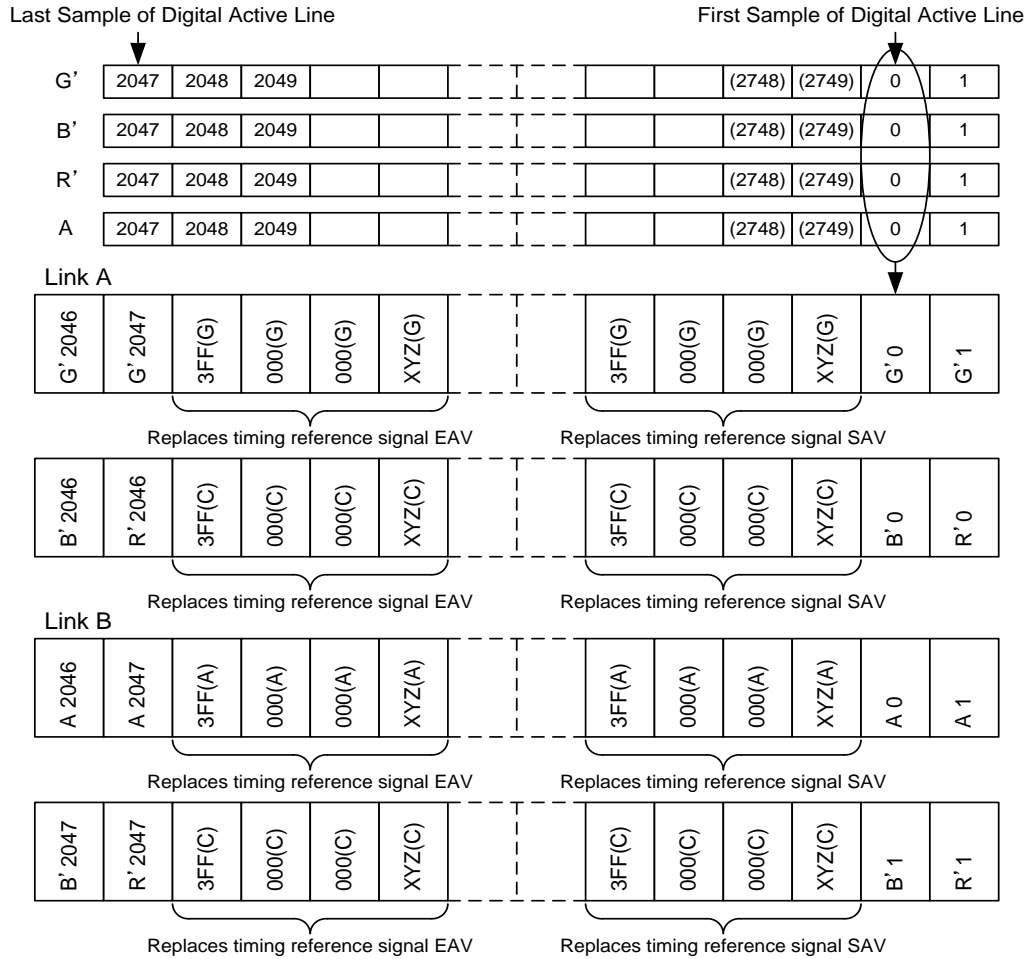 Last Sample of Digital Active Line First Sample of Digital Active Line
G’ 2047 2048 2049 (2748) (2749) 0 1
B’ 2047 2048 2049 (2748) (2749) 0 1
R’ 2047 2048 2049 (2748) (2749) 0 1
A 2047 2048 2049 (2748) (2749) 0 1
Link A
G’ 2046 G’ 2047 3FF(G) 000(G) 000(G) XYZ(G) 3FF(G) 000(G) 000(G) XYZ(G) G’ 0 G’ 1
Replaces timing reference signal EAV Replaces timing reference signal SAV
B’ 2046 R’ 2046 3FF(C) 000(C) 000(C) XYZ(C) 3FF(C) 000(C) 000(C) XYZ(C) B’ 0 R’ 0
Replaces timing reference signal EAV Replaces timing reference signal SAV
Link B
A 2046 A 2047 3FF(A) 000(A) 000(A) XYZ(A) 3FF(A) 000(A) 000(A) XYZ(A) A 0 A 1
Replaces timing reference signal EAV Replaces timing reference signal SAV
B’ 2047 R’ 2047 3FF(C) 000(C) 000(C) XYZ(C) 3FF(C) 000(C) 000(C) XYZ(C) B’ 1 R’ 1
Replaces timing reference signal EAV Replaces timing reference signal SAV